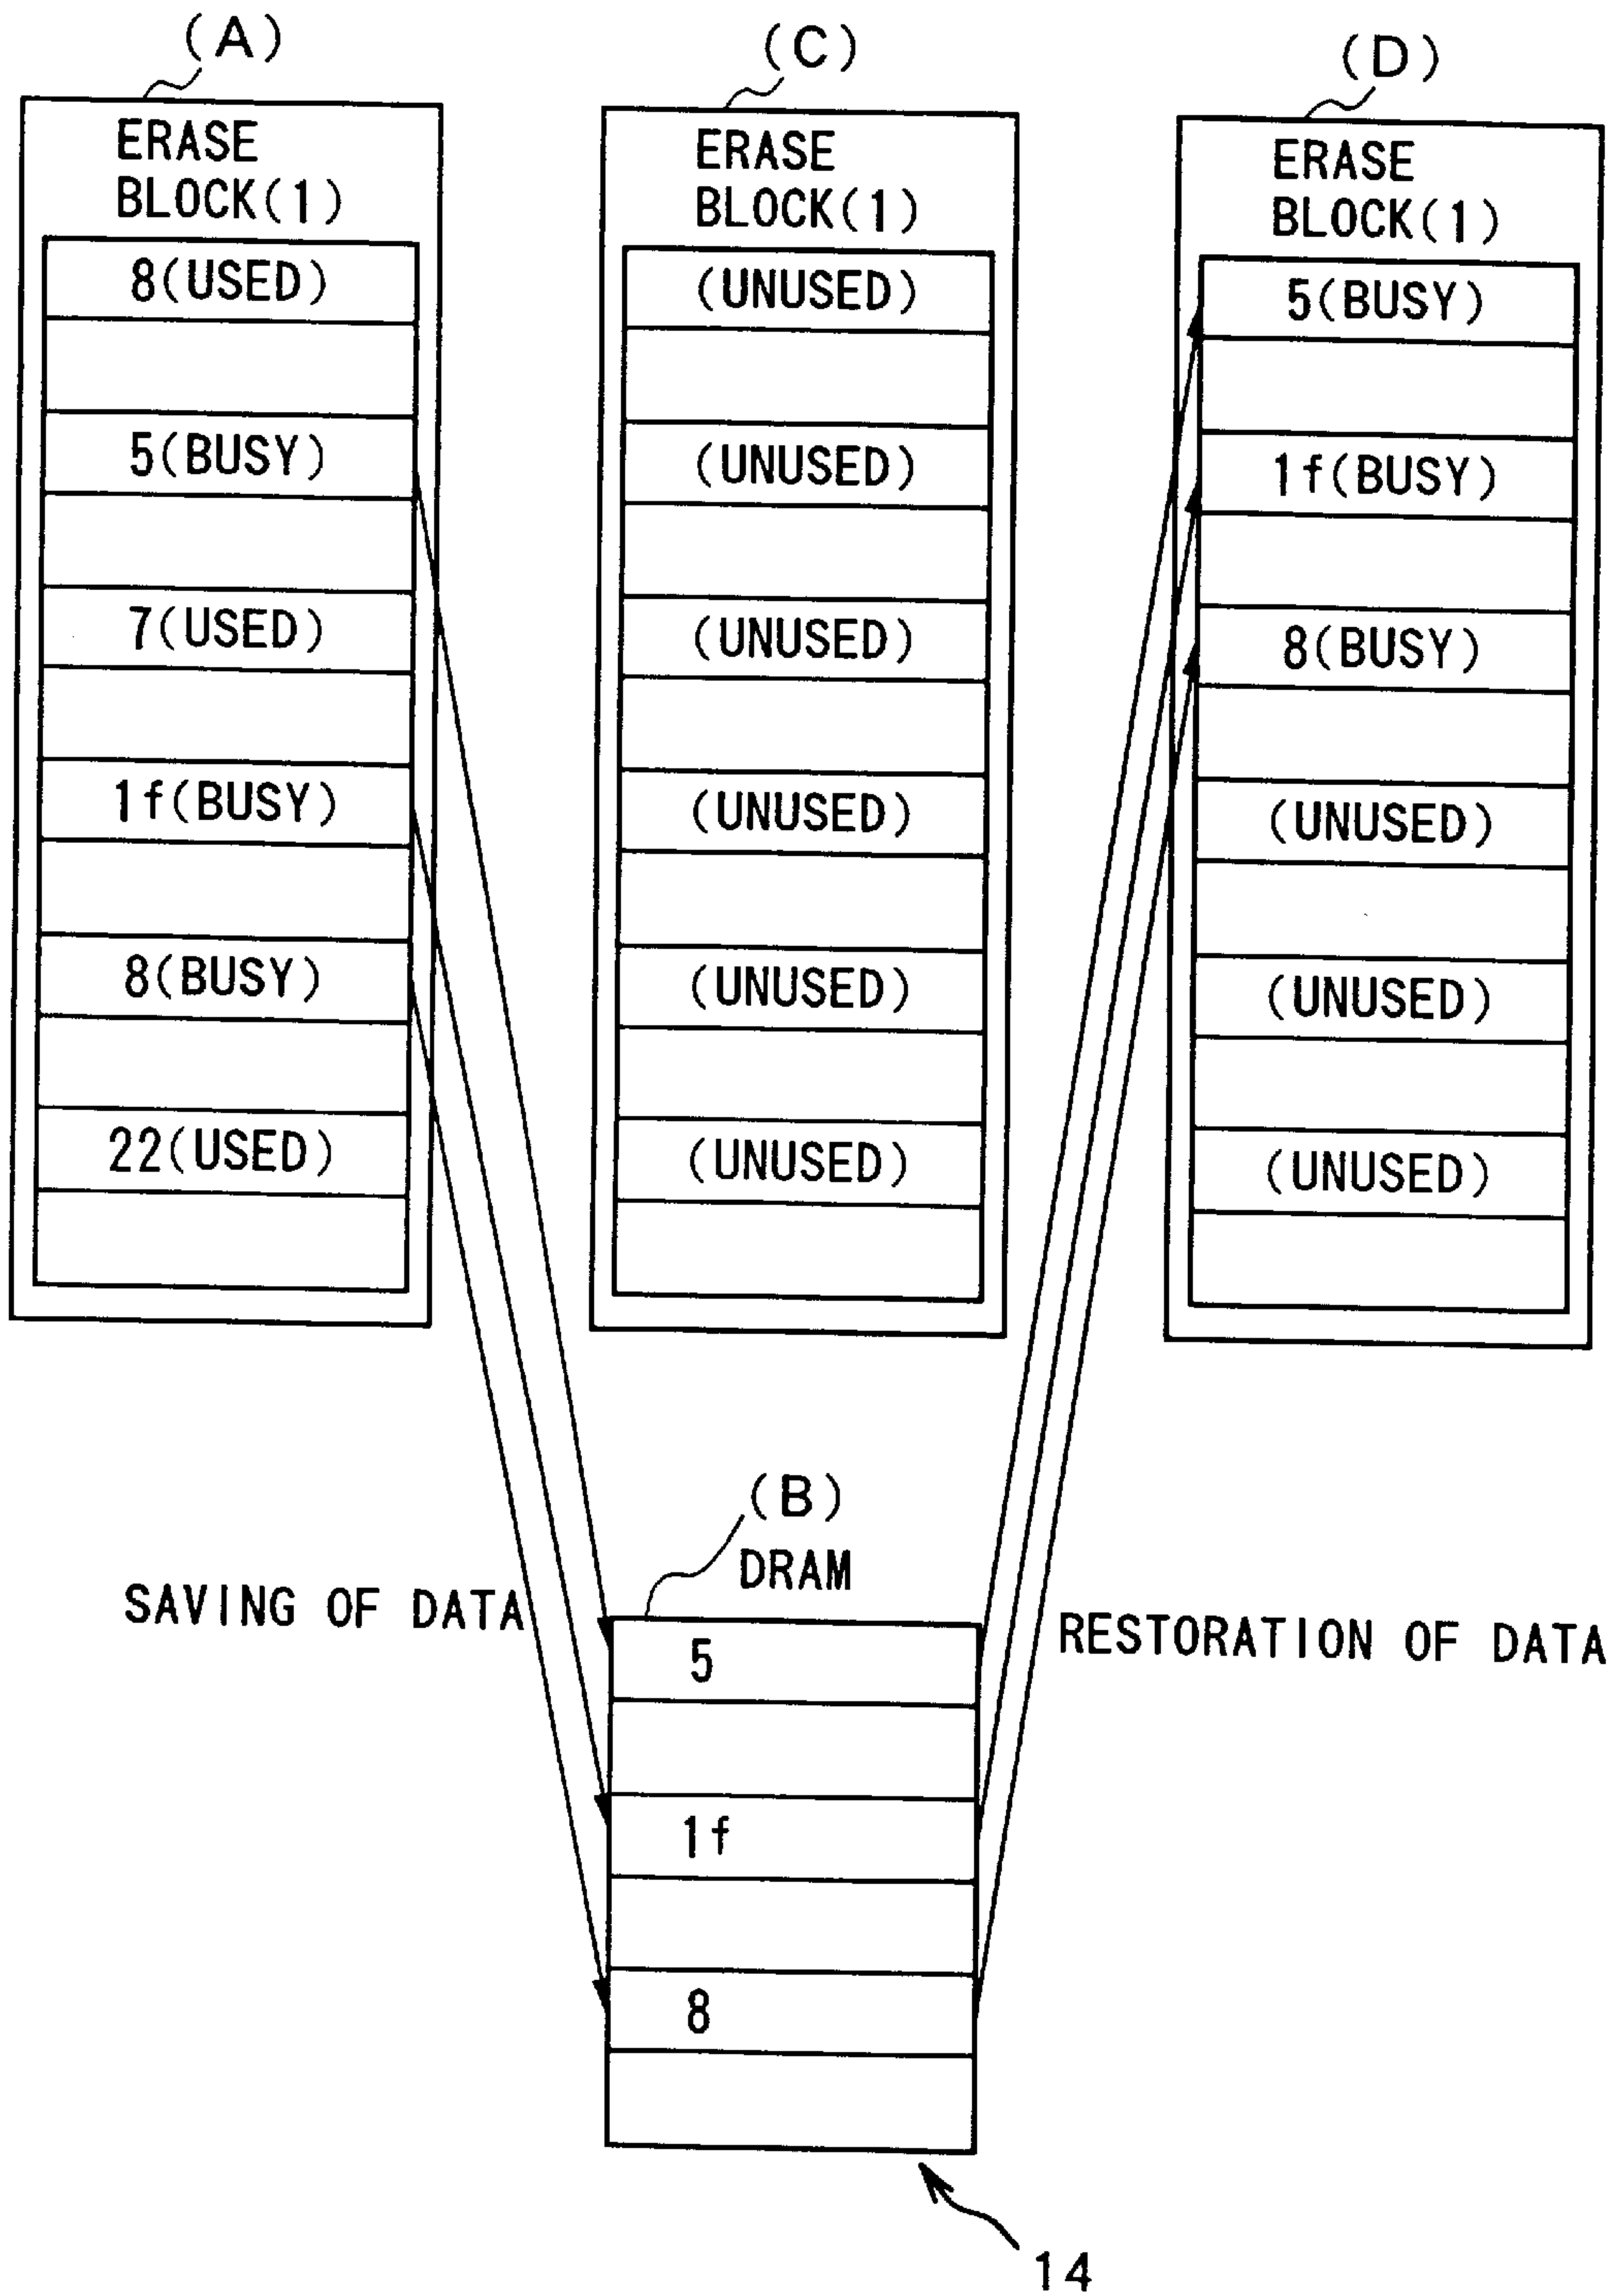 (A)
ERASE
BLOCK(1)
8(USED)
5(BUSY)
7(USED)
1f(BUSY)
8(BUSY)
22(USED)
(C)
ERASE
BLOCK(1)
(UNUSED)
(UNUSED)
(UNUSED)
(UNUSED)
(UNUSED)
(UNUSED)
(D)
ERASE
BLOCK(1)
5(BUSY)
1f(BUSY)
8(BUSY)
(UNUSED)
(UNUSED)
(UNUSED)
SAVING OF DATA
(B)
DRAM
5
1f
8
RESTORATION OF DATA
14